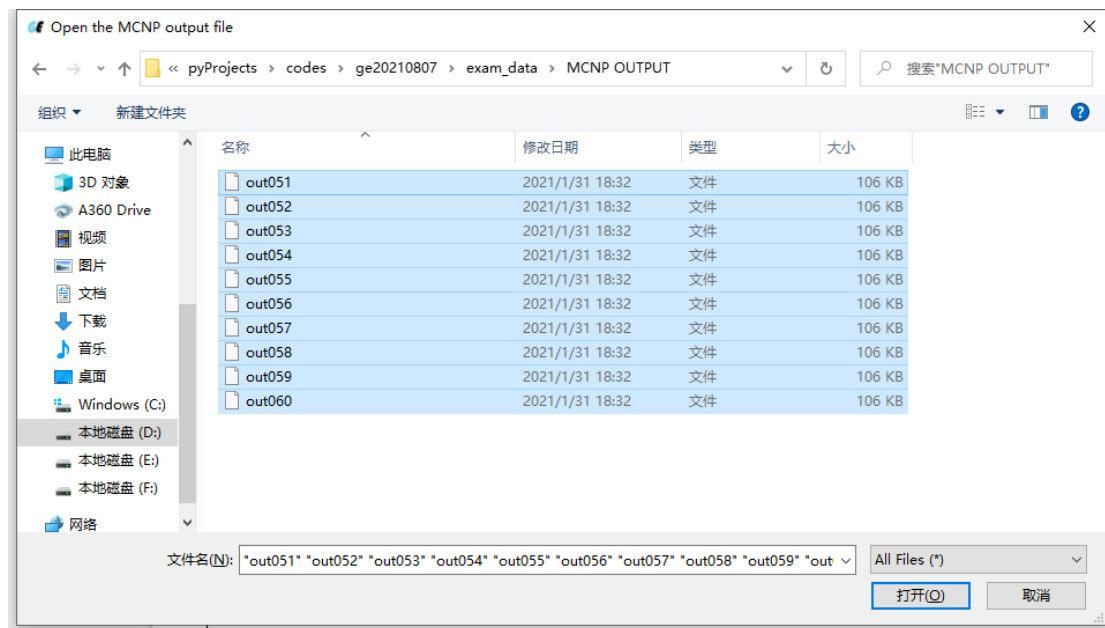 Open the MCNP output file
« pyProjects › codes › ge20210807 › exam_data › MCNP OUTPUT
搜索"MCNP OUTPUT"
组织 新建文件夹
此电脑
3D 对象
A360 Drive
视频
图片
文档
下载
音乐
桌面
Windows (C:)
本地磁盘 (D:)
本地磁盘 (E:)
本地磁盘 (F:)
网络
名称 修改日期 类型 大小
out051 2021/1/31 18:32 文件 106 KB
out052 2021/1/31 18:32 文件 106 KB
out053 2021/1/31 18:32 文件 106 KB
out054 2021/1/31 18:32 文件 106 KB
out055 2021/1/31 18:32 文件 106 KB
out056 2021/1/31 18:32 文件 106 KB
out057 2021/1/31 18:32 文件 106 KB
out058 2021/1/31 18:32 文件 106 KB
out059 2021/1/31 18:32 文件 106 KB
out060 2021/1/31 18:32 文件 106 KB
文件名(N): "out051" "out052" "out053" "out054" "out055" "out056" "out057" "out058" "out059" "out
All Files (*)
打开(O) 取消